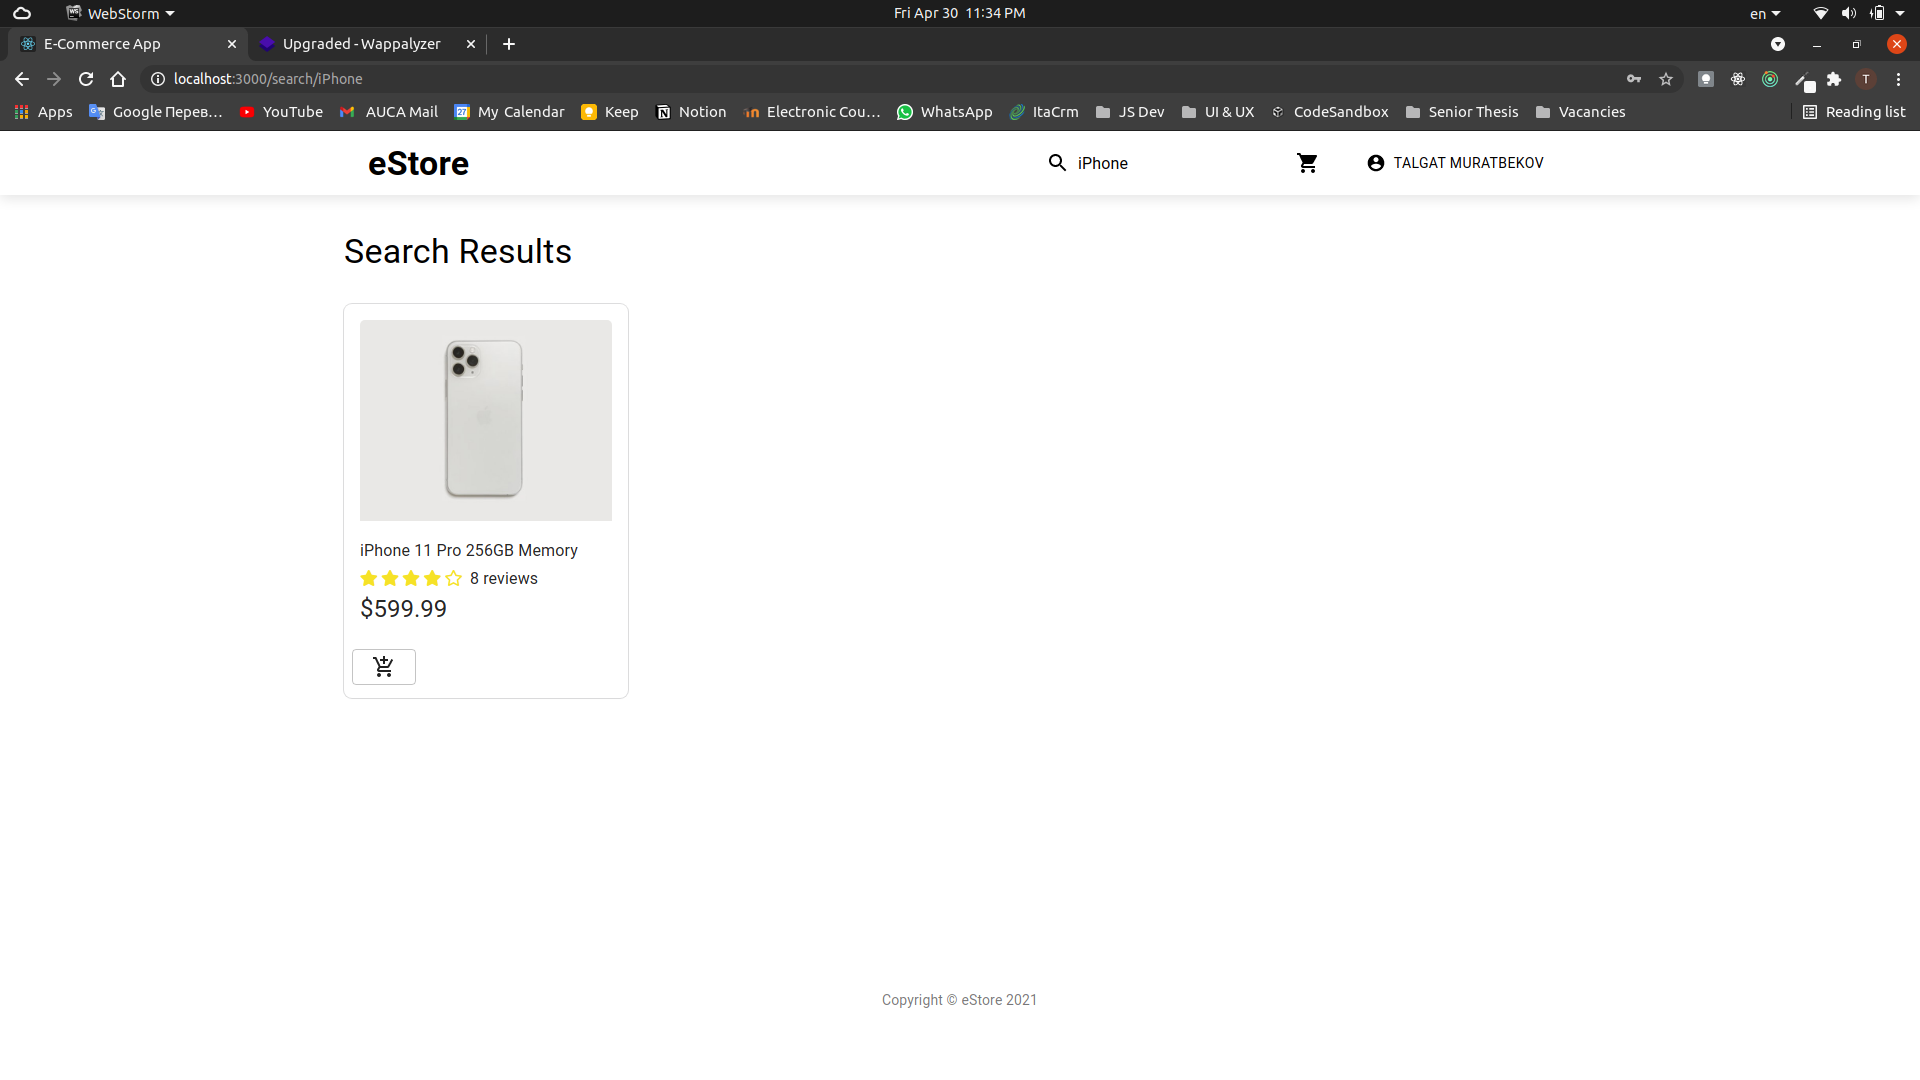 WebStorm Fri Apr 30 11:34 PM en
E-Commerce App Upgraded - Wappalyzer
localhost:3000/search/iPhone T
Apps Google Перев... YouTube AUCA Mail 27 My Calendar Keep Notion Electronic Cou... WhatsApp ItaCrm JS Dev UI & UX CodeSandbox Senior Thesis Vacancies Reading list
eStore iPhone TALGAT MURATBEKOV
Search Results
iPhone 11 Pro 256GB Memory
8 reviews
$599.99
Copyright © eStore 2021